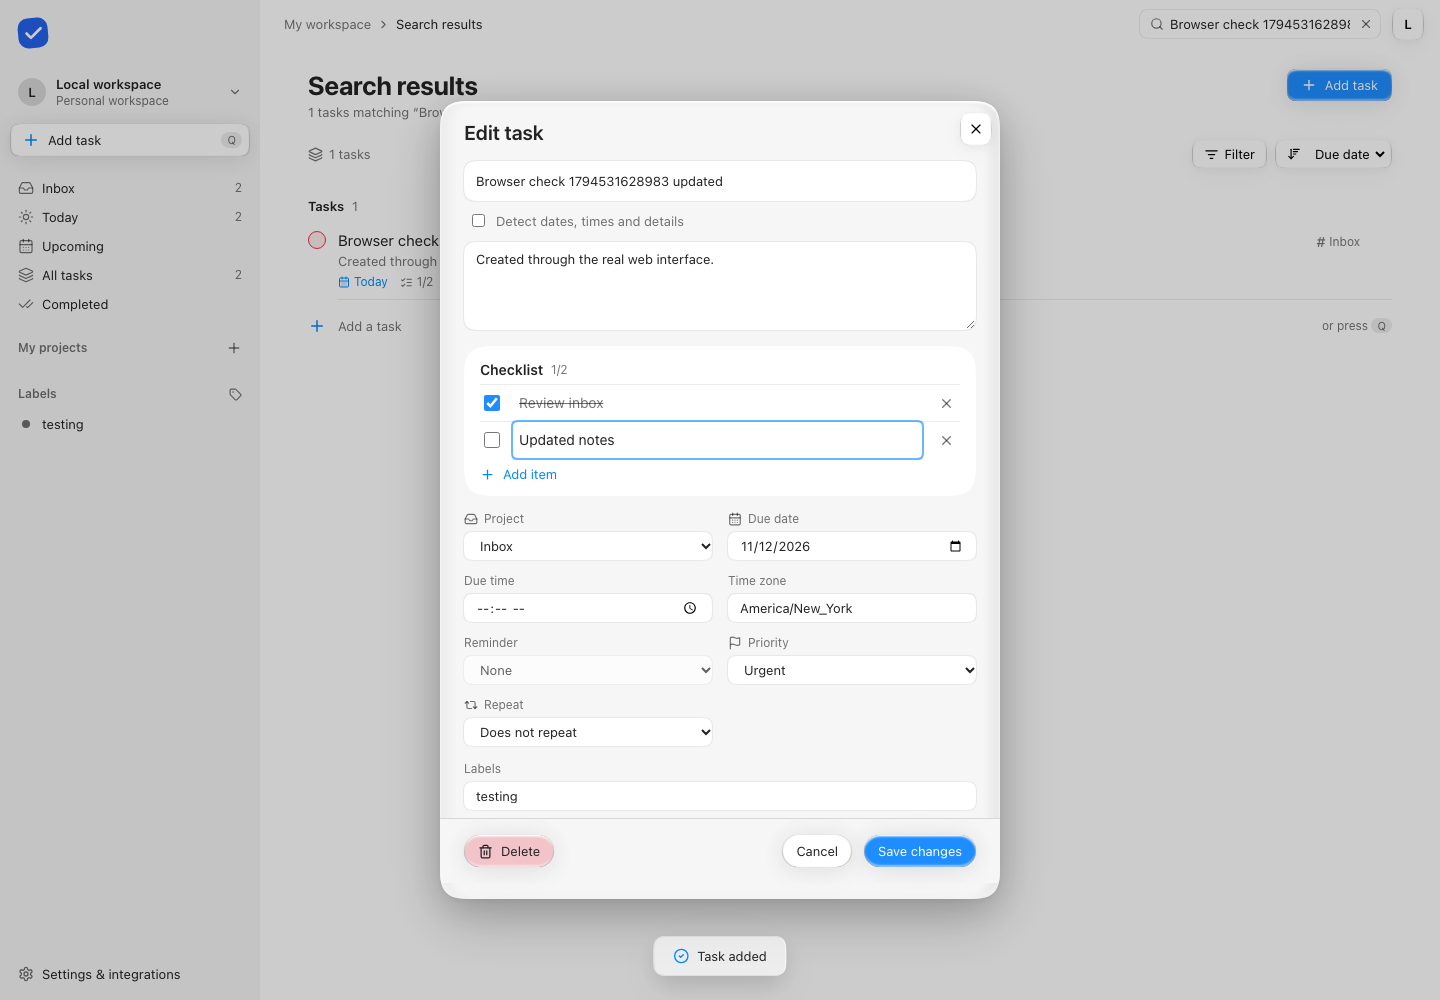 My workspace > Search results
Browser check 179453162898
L
L
Local workspace
Personal workspace
Add task Q
Inbox 2
Today 2
Upcoming
All tasks 2
Completed
My projects
Labels
testing
Settings & integrations
Search results
1 tasks matching “Brow
Add task
1 tasks
Filter
Due date
Tasks 1
Browser check
Created through
Today 1/2
# Inbox
Add a task
or press Q
Edit task
Browser check 1794531628983 updated
Detect dates, times and details
Created through the real web interface.
Checklist 1/2
Review inbox
Updated notes
Add item
Project
Inbox
Due date
11/12/2026
Due time
--:-- --
Time zone
America/New_York
Reminder
None
Priority
Urgent
Repeat
Does not repeat
Labels
testing
Delete
Cancel
Save changes
Task added